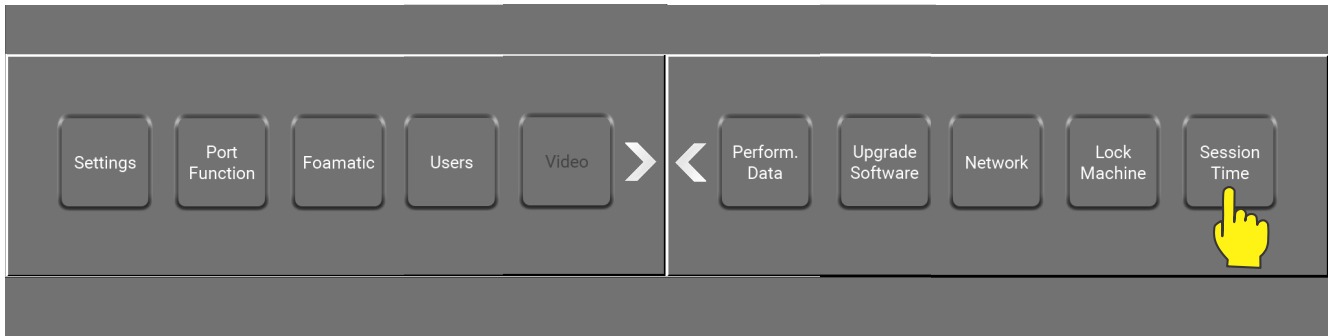 Settings
Port
Function
Foamatic
Users
Video
Perform.
Data
Upgrade
Software
Network
Lock
Machine
Session
Time